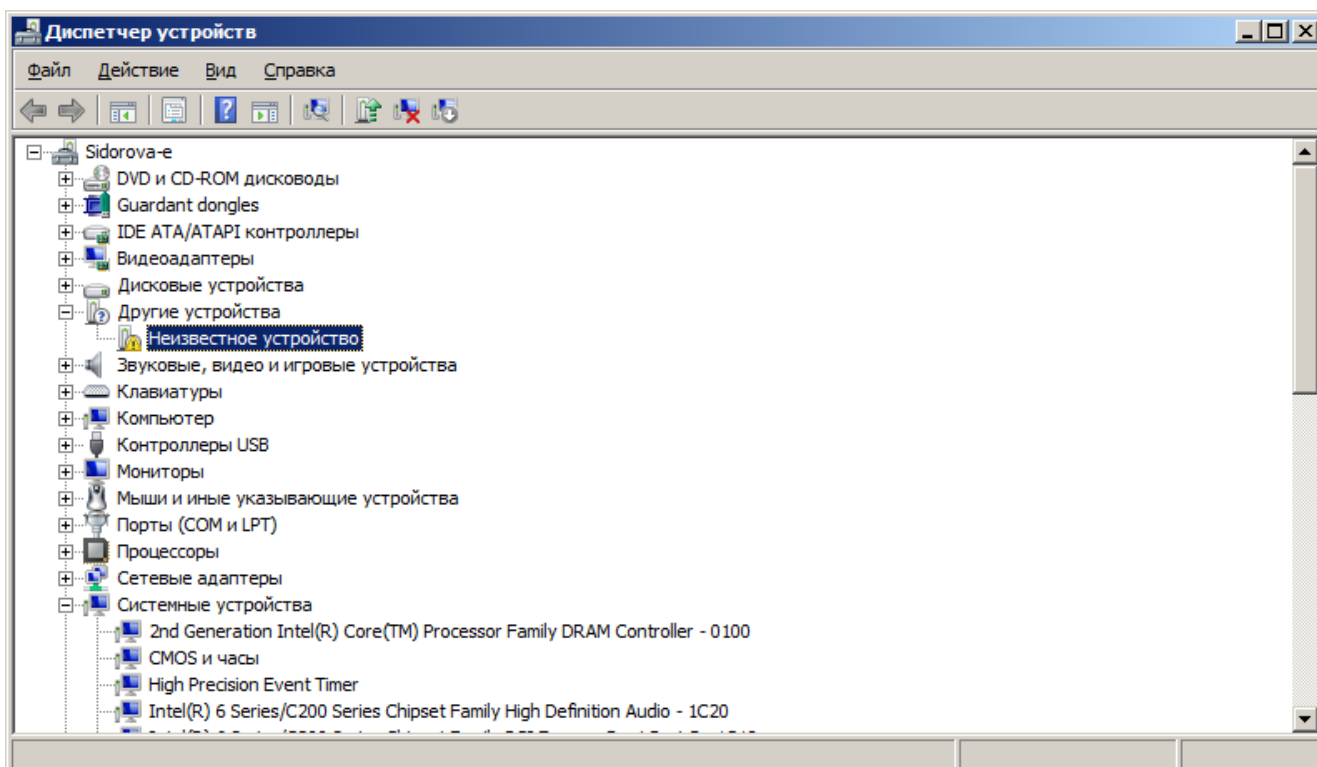 Диспетчер устройств
Файл Действие Вид Справка
Sidorova-e
DVD и CD-ROM дисководы
Guardant dongles
IDE ATA/ATAPI контроллеры
Видеоадаптеры
Дисковые устройства
Другие устройства
Неизвестное устройство
Звуковые, видео и игровые устройства
Клавиатуры
Компьютер
Контроллеры USB
Мониторы
Мыши и иные указывающие устройства
Порты (COM и LPT)
Процессоры
Сетевые адаптеры
Системные устройства
2nd Generation Intel(R) Core(TM) Processor Family DRAM Controller - 0100
CMOS и часы
High Precision Event Timer
Intel(R) 6 Series/C200 Series Chipset Family High Definition Audio - 1C20